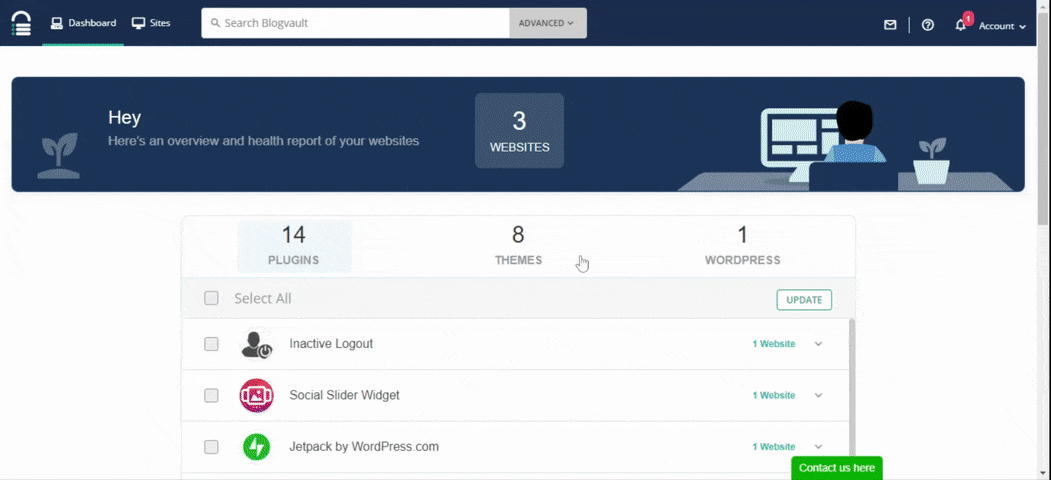 Dashboard
Sites
Search Blogvault
ADVANCED
1
Account
Hey
Here's an overview and health report of your websites
3
WEBSITES
14
PLUGINS
8
THEMES
1
WORDPRESS
Select All
UPDATE
Inactive Logout
1 Website
Social Slider Widget
1 Website
Jetpack by WordPress.com
1 Website
Contact us here